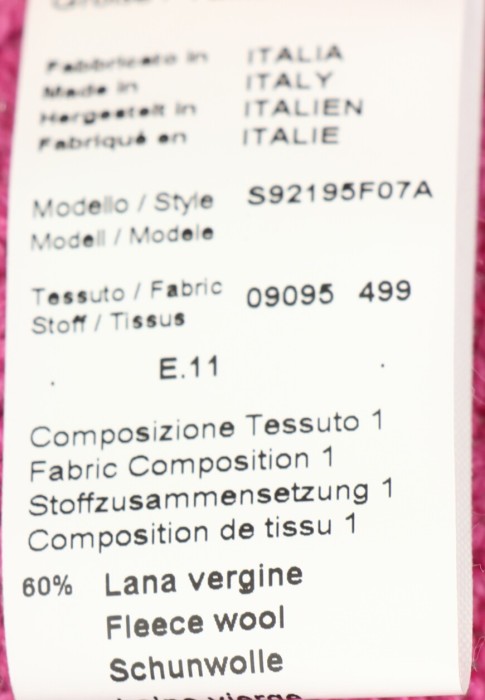 Fabbricato in ITALIA
Made in ITALY
Hergestellt in ITALIEN
Fabriqué en ITALIE
Modello / Style S92195F07A
Modell / Modele
Tessuto / Fabric 09095 499
Stoff / Tissus
E.11
Composizione Tessuto 1
Fabric Composition 1
Stoffzusammensetzung 1
Composition de tissu 1
60% Lana vergine
Fleece wool
Schunwolle